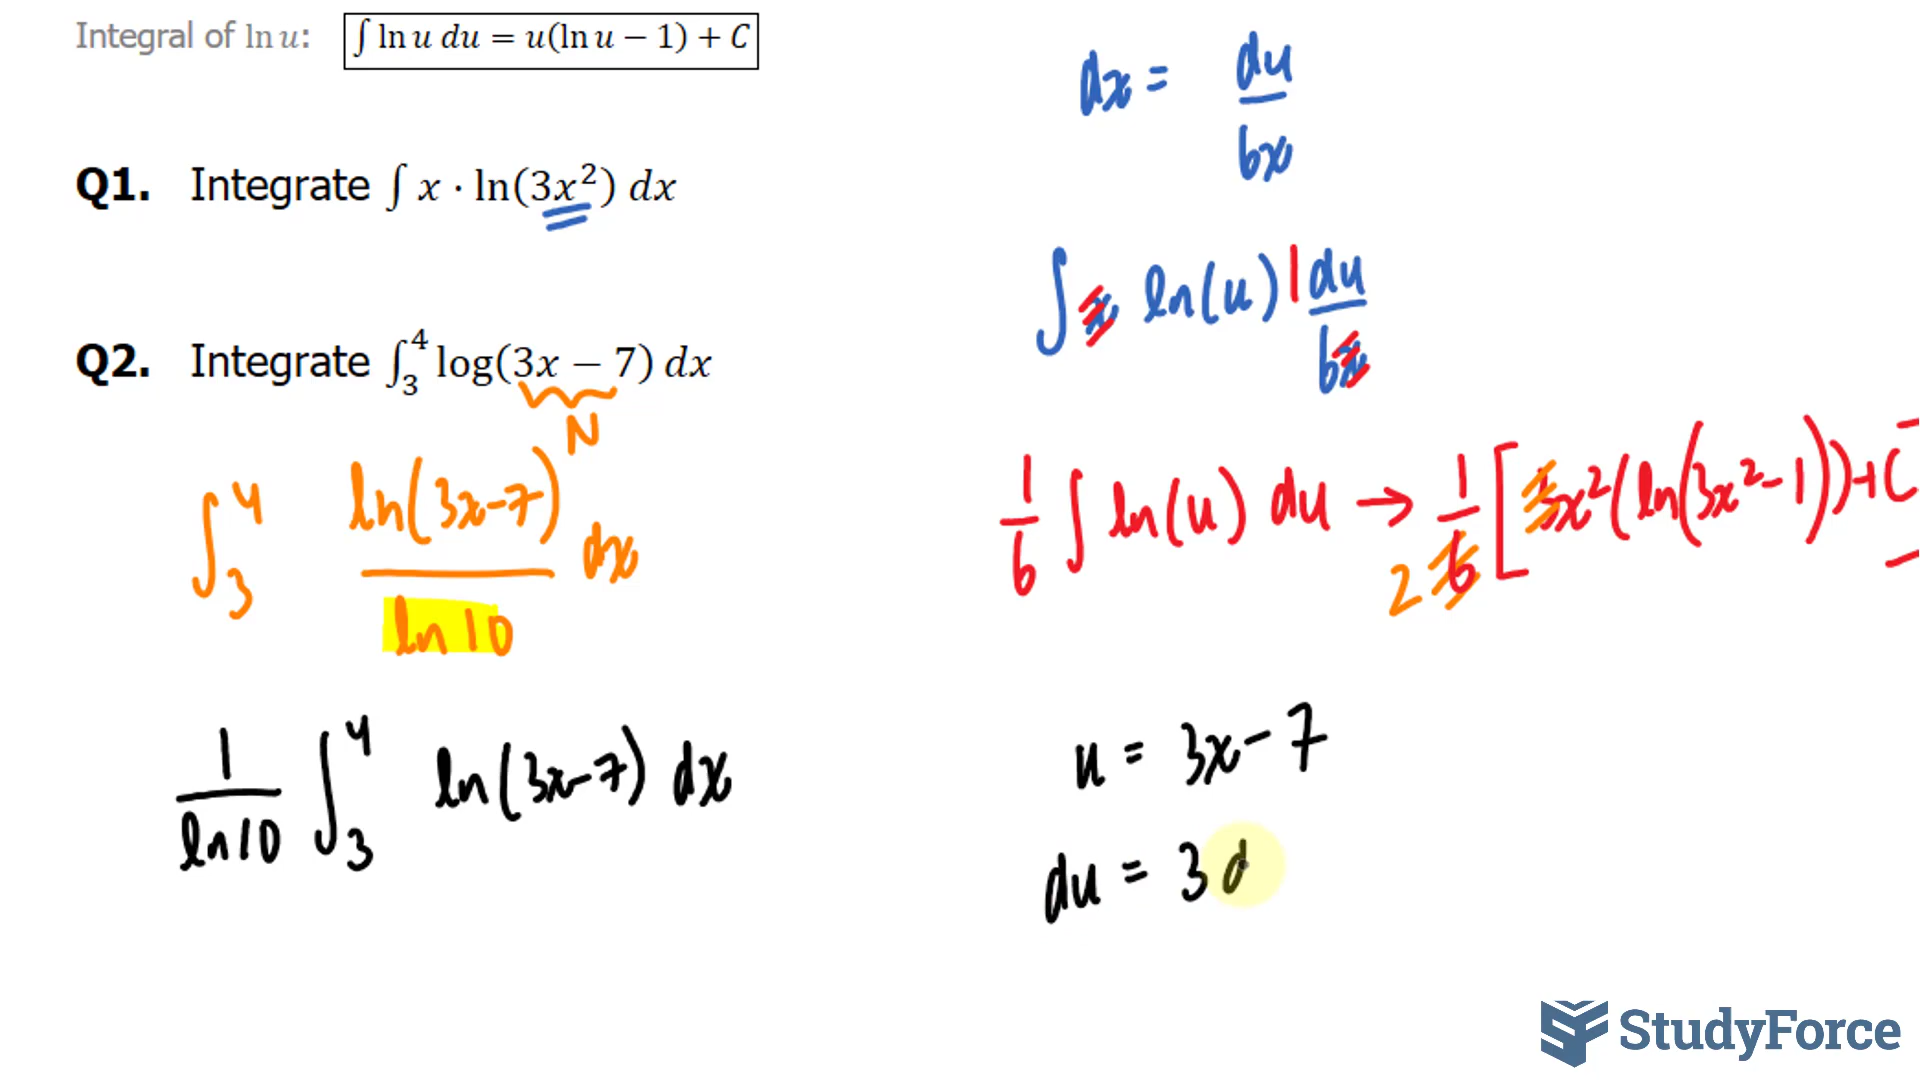 Integral of ln u: ∫ ln u du = u(ln u − 1) + C
Q1. Integrate ∫ x · ln(3x²) dx
Q2. Integrate ∫₃⁴ log(3x − 7) dx
N
∫₃⁴ ln(3x-7)/ln 10 dx
1/ln10 ∫₃⁴ ln(3x-7) dx
dx = du/6x
∫ x ln(u) 1 du/6x
1/6 ∫ ln(u) du → 1/6 [3x²(ln(3x²-1))+C
2
u = 3x-7
du = 3 d
StudyForce